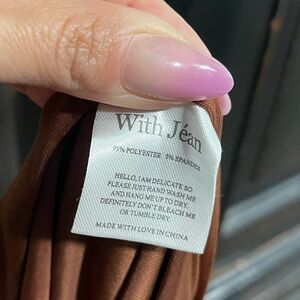 With Jéan
95% POLYESTER 5% SPANDEX
HELLO, I AM DELICATE SO
PLEASE JUST HAND WASH ME
AND HANG ME UP TO DRY.
DEFINITELY DON'T BLEACH ME
OR TUMBLE DRY.
MADE WITH LOVE IN CHINA